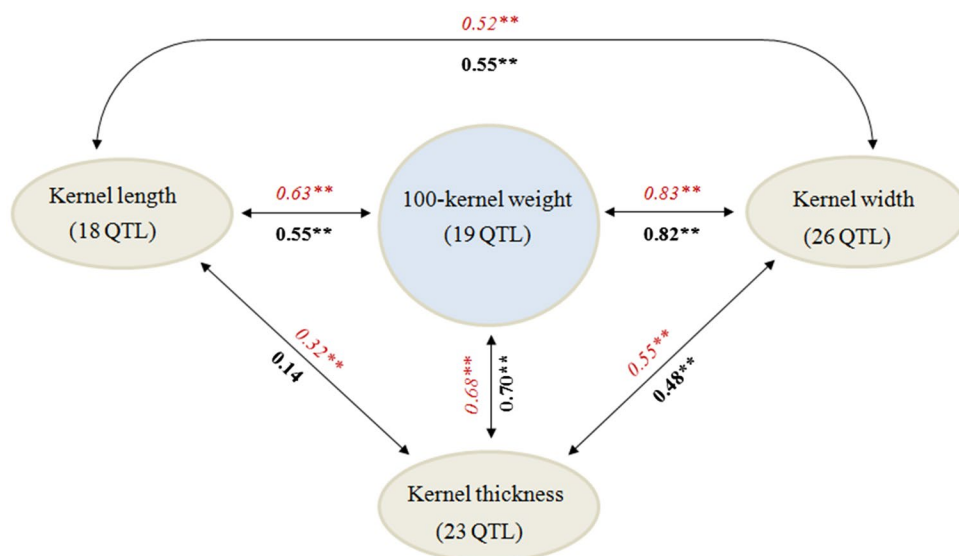 0.52**
0.55**
Kernel length
(18 QTL)
0.63**
0.55**
100-kernel weight
(19 QTL)
0.83**
0.82**
Kernel width
(26 QTL)
0.32**
0.14
0.68**
0.70**
0.55**
0.48**
Kernel thickness
(23 QTL)